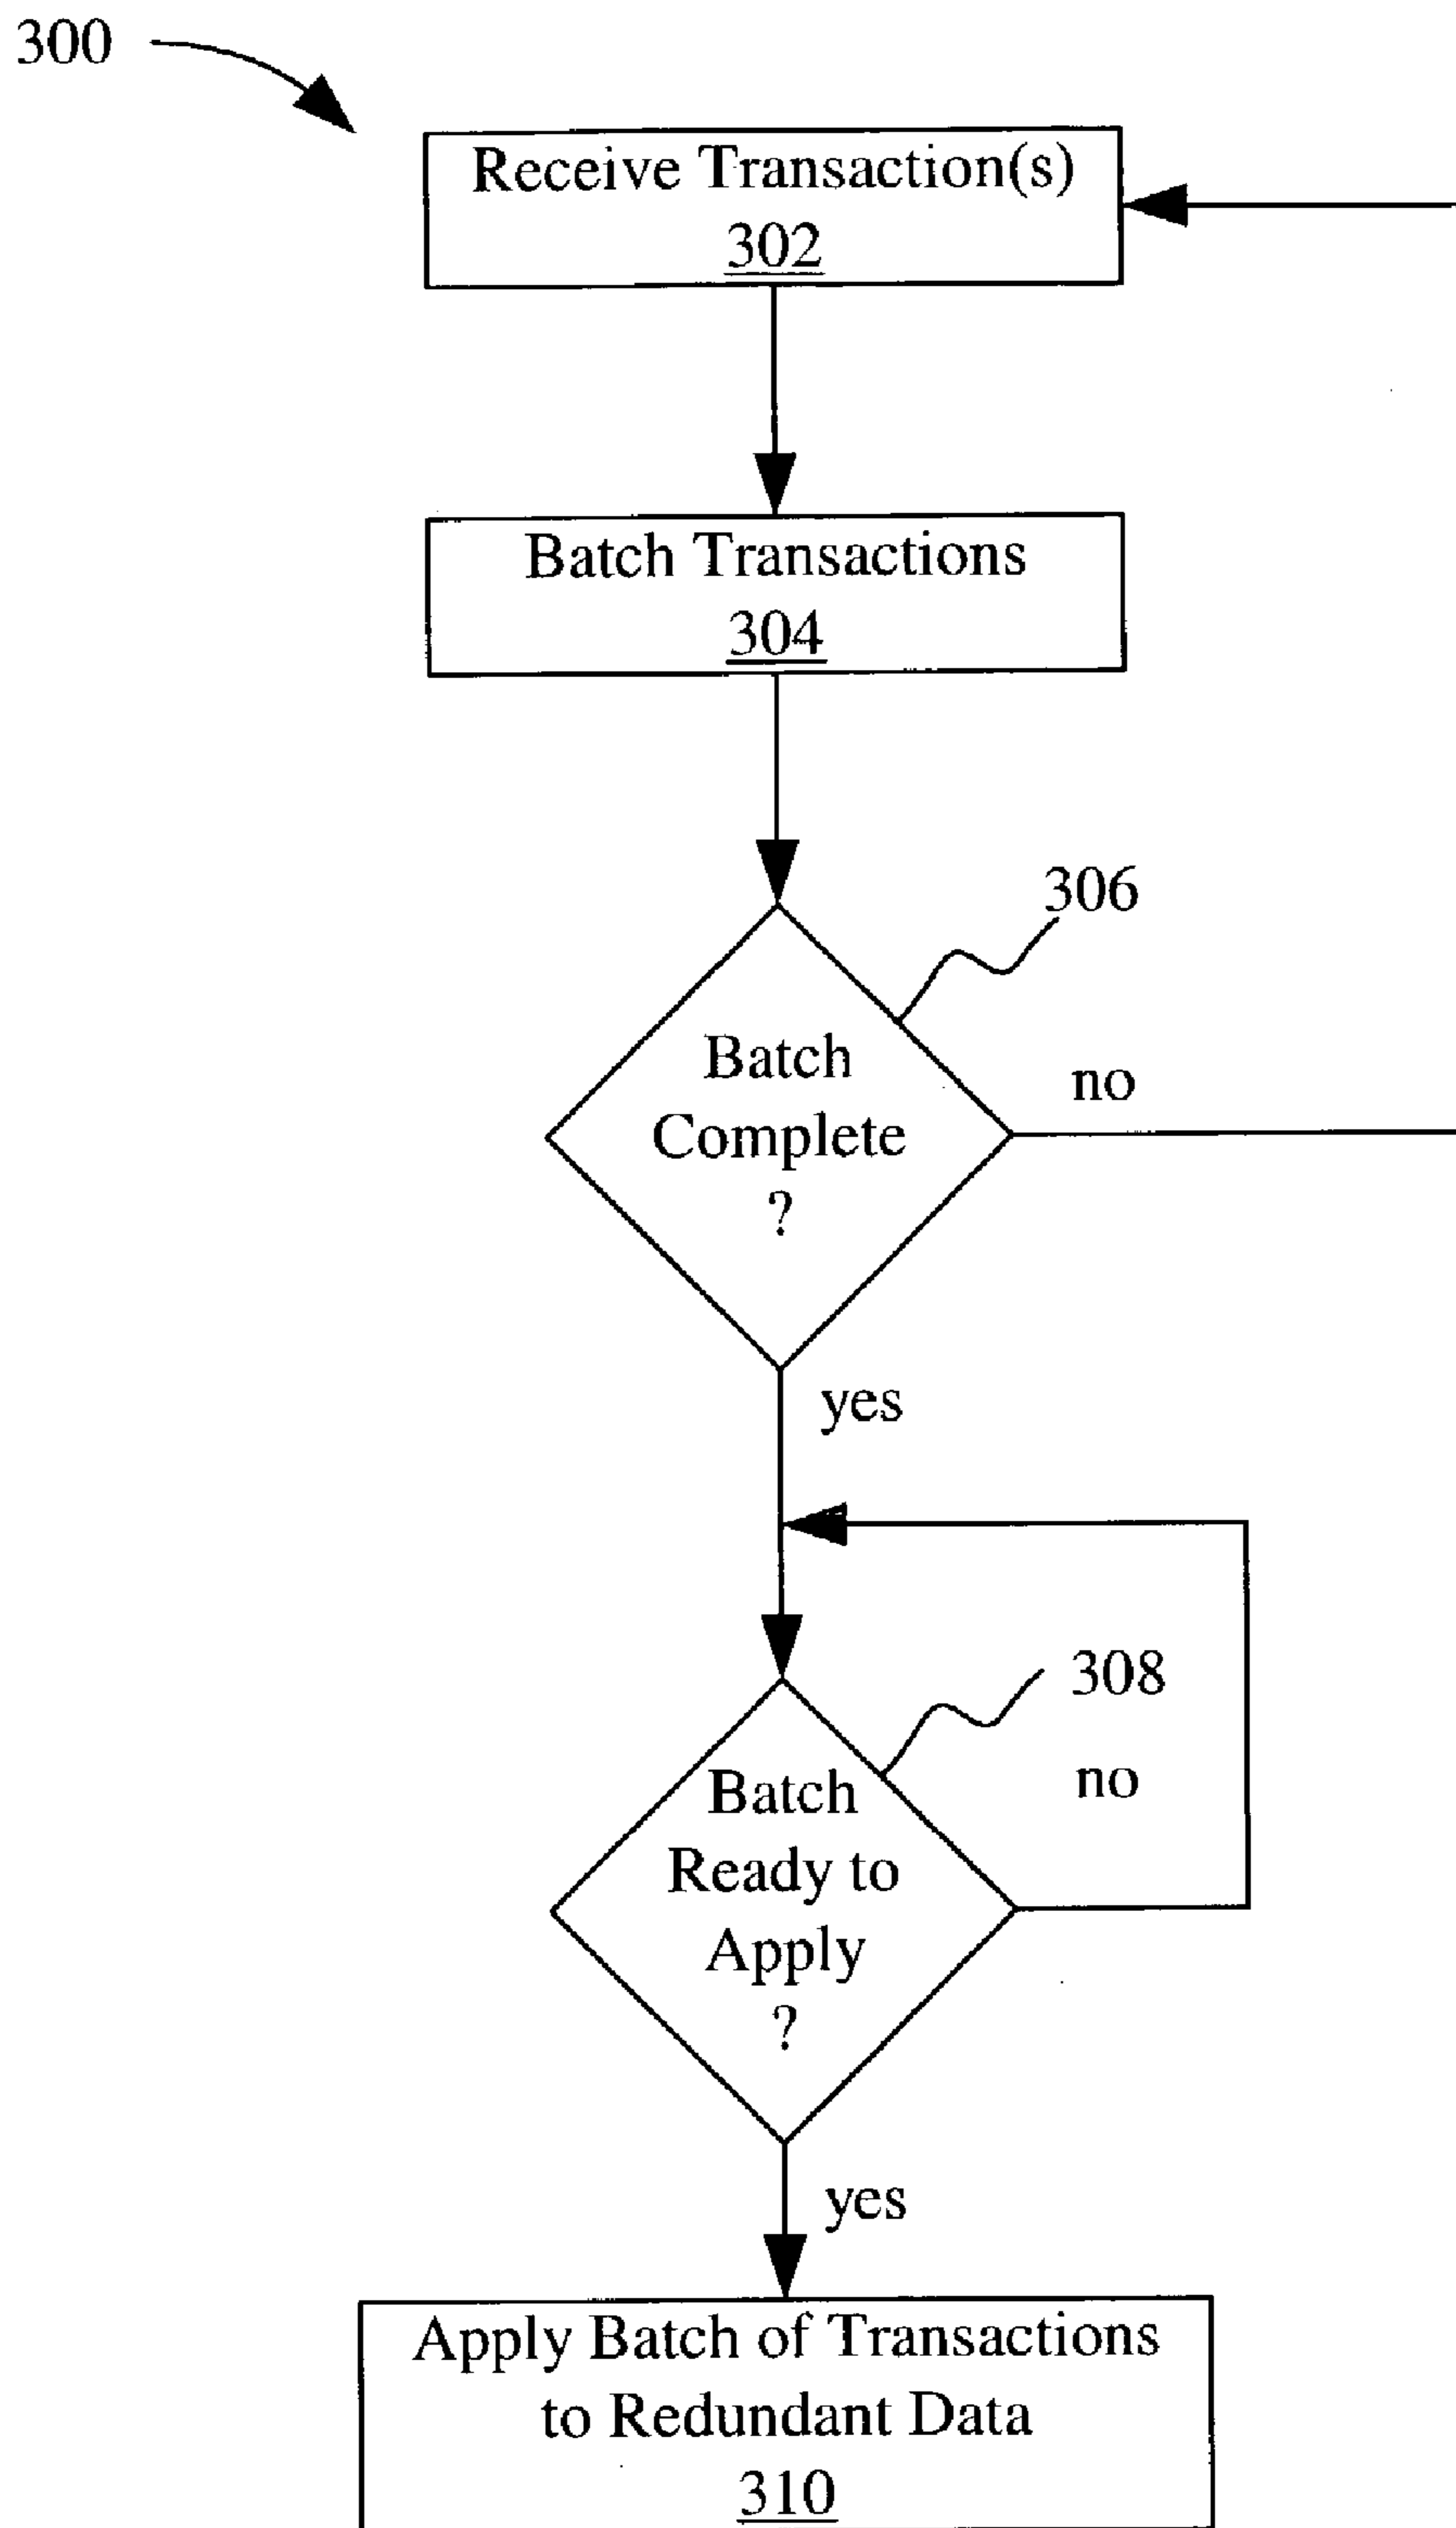 300
Receive Transaction(s)
302
Batch Transactions
304
306
Batch
Complete
?
no
yes
308
no
Batch
Ready to
Apply
?
yes
Apply Batch of Transactions
to Redundant Data
310